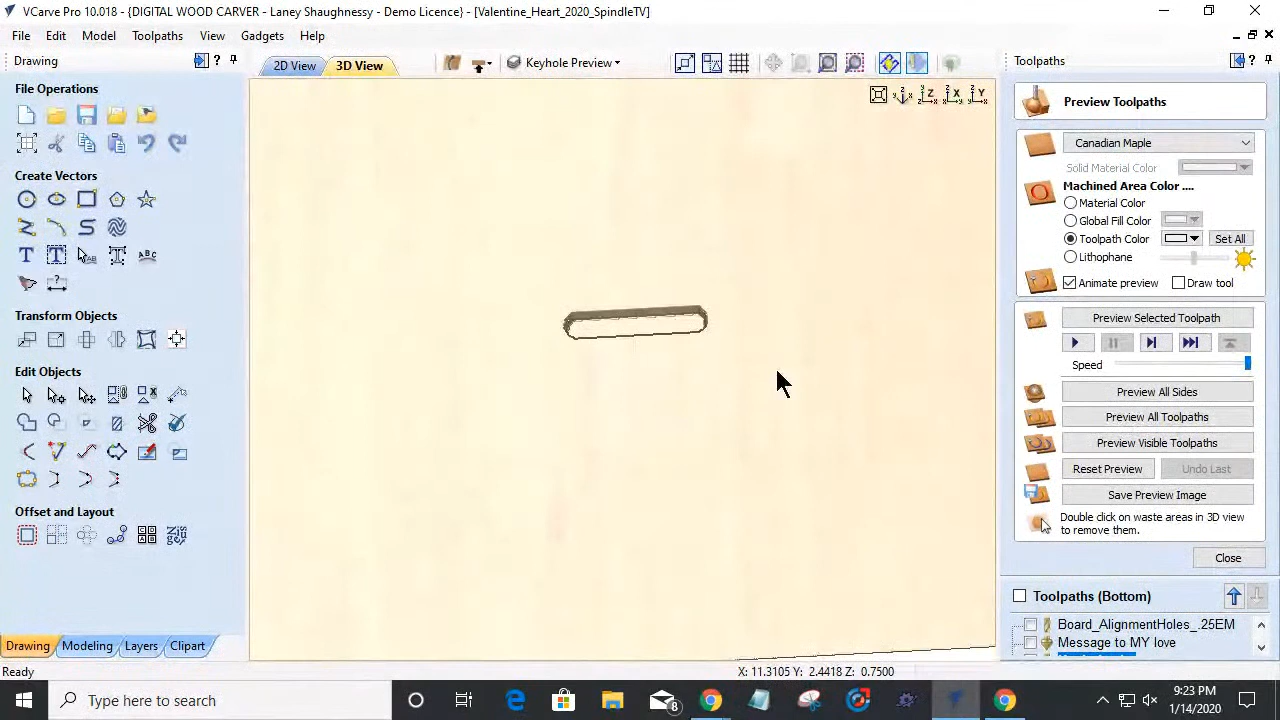 VCarve Pro 10.018 - {DIGITAL WOOD CARVER - Laney Shaughnessy - Demo Licence} - [Valentine_Heart_2020_SpindleTV]
File Edit Model Toolpaths View Gadgets Help
Drawing
File Operations
Create Vectors
Transform Objects
Edit Objects
Offset and Layout
Drawing Modeling Layers Clipart
2D View 3D View Keyhole Preview
Toolpaths
Preview Toolpaths
Canadian Maple
Solid Material Color
Machined Area Color ....
Material Color
Global Fill Color
Toolpath Color Set All
Lithophane
Animate preview Draw tool
Preview Selected Toolpath
Speed
Preview All Sides
Preview All Toolpaths
Preview Visible Toolpaths
Reset Preview Undo Last
Save Preview Image
Double click on waste areas in 3D view
to remove them.
Close
Toolpaths (Bottom)
Board_AlignmentHoles_.25EM
Message to MY love
Ready
X: 11.3105 Y: 2.4418 Z: 0.7500
Type here to search
8
9:23 PM
1/14/2020